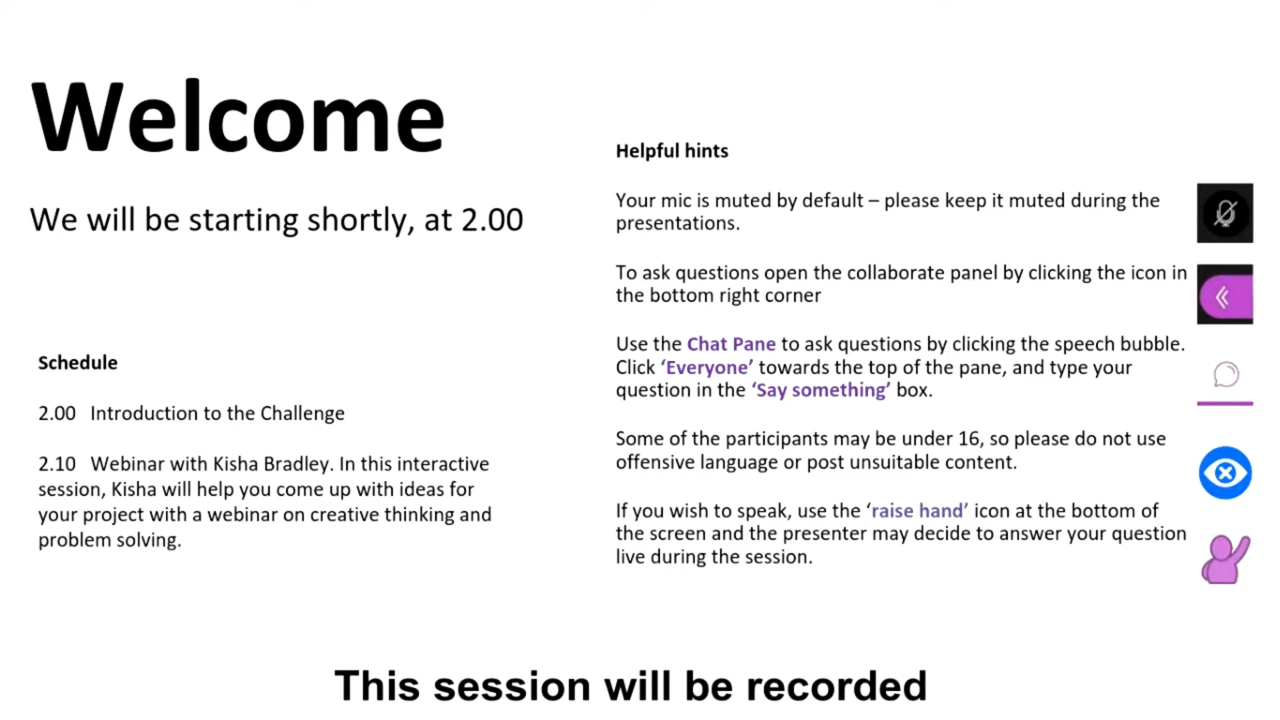 Welcome
We will be starting shortly, at 2.00
Schedule
2.00 Introduction to the Challenge
2.10 Webinar with Kisha Bradley. In this interactive
session, Kisha will help you come up with ideas for
your project with a webinar on creative thinking and
problem solving.
Helpful hints
Your mic is muted by default – please keep it muted during the
presentations.
To ask questions open the collaborate panel by clicking the icon in
the bottom right corner
Use the Chat Pane to ask questions by clicking the speech bubble.
Click ‘Everyone’ towards the top of the pane, and type your
question in the ‘Say something’ box.
Some of the participants may be under 16, so please do not use
offensive language or post unsuitable content.
If you wish to speak, use the ‘raise hand’ icon at the bottom of
the screen and the presenter may decide to answer your question
live during the session.
This session will be recorded